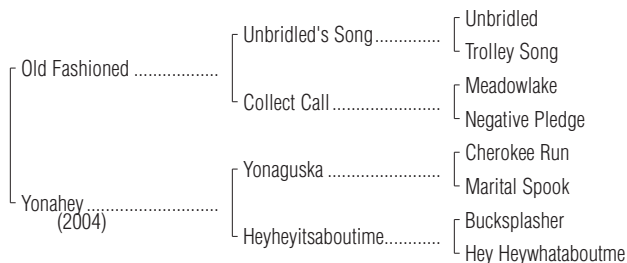 Unbridled
Unbridled's Song..............
Trolley Song
Old Fashioned ..................
Meadowlake
Collect Call.......................
Negative Pledge
Cherokee Run
Yonaguska ........................
Marital Spook
Yonahey............................
(2004)
Bucksplasher
Heyheyitsaboutime............
Hey Heywhataboutme